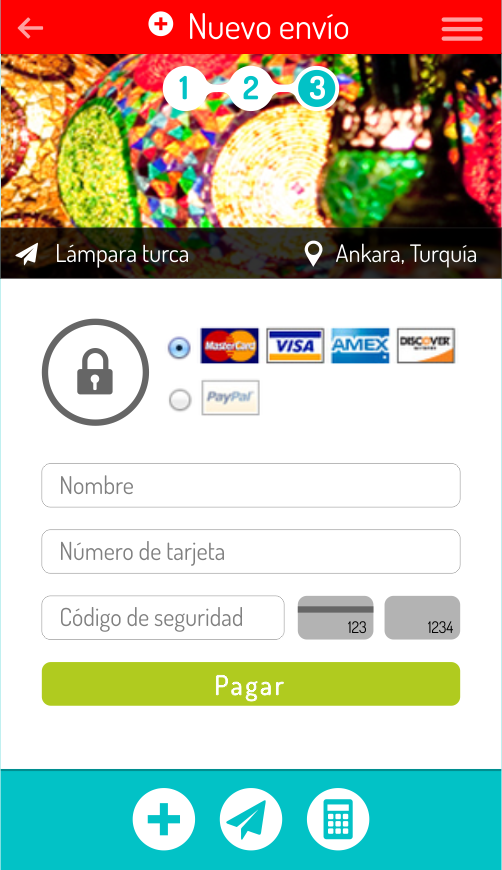 Nuevo envío
1 2 3
Lámpara turca
Ankara, Turquía
MasterCard VISA AMEX DISCOVER
PayPal
Nombre
Número de tarjeta
Código de seguridad
123
1234
Pagar